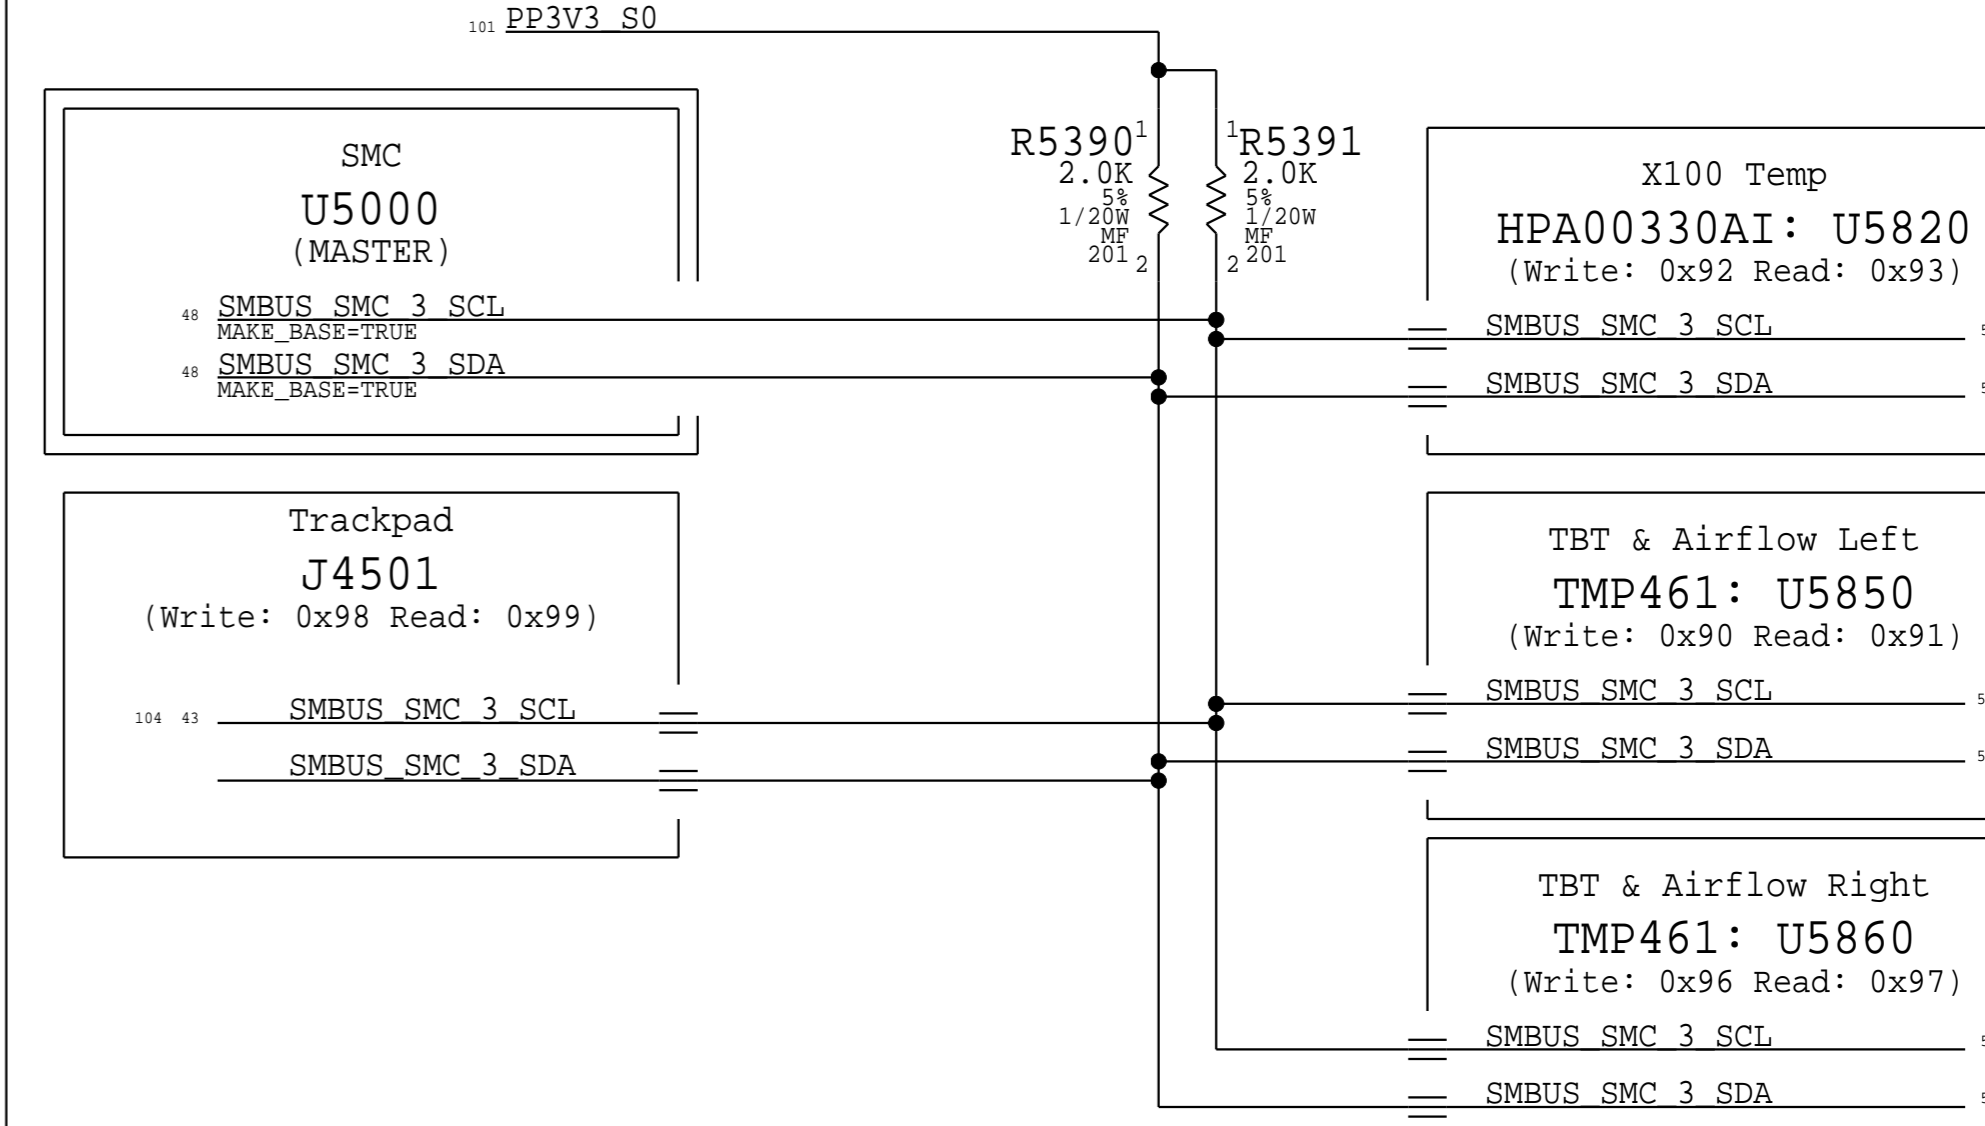 101 PP3V3_S0
SMC
U5000
(MASTER)
48 SMBUS_SMC_3_SCL
MAKE_BASE=TRUE
48 SMBUS_SMC_3_SDA
MAKE_BASE=TRUE
R5390 1
2.0K
5%
1/20W
MF
201 2
1 R5391
2.0K
5%
1/20W
MF
2 201
X100 Temp
HPA00330AI: U5820
(Write: 0x92 Read: 0x93)
SMBUS_SMC_3_SCL
SMBUS_SMC_3_SDA
Trackpad
J4501
(Write: 0x98 Read: 0x99)
104 43 SMBUS_SMC_3_SCL
SMBUS_SMC_3_SDA
TBT & Airflow Left
TMP461: U5850
(Write: 0x90 Read: 0x91)
SMBUS_SMC_3_SCL 5
SMBUS_SMC_3_SDA 5
TBT & Airflow Right
TMP461: U5860
(Write: 0x96 Read: 0x97)
SMBUS_SMC_3_SCL
SMBUS_SMC_3_SDA